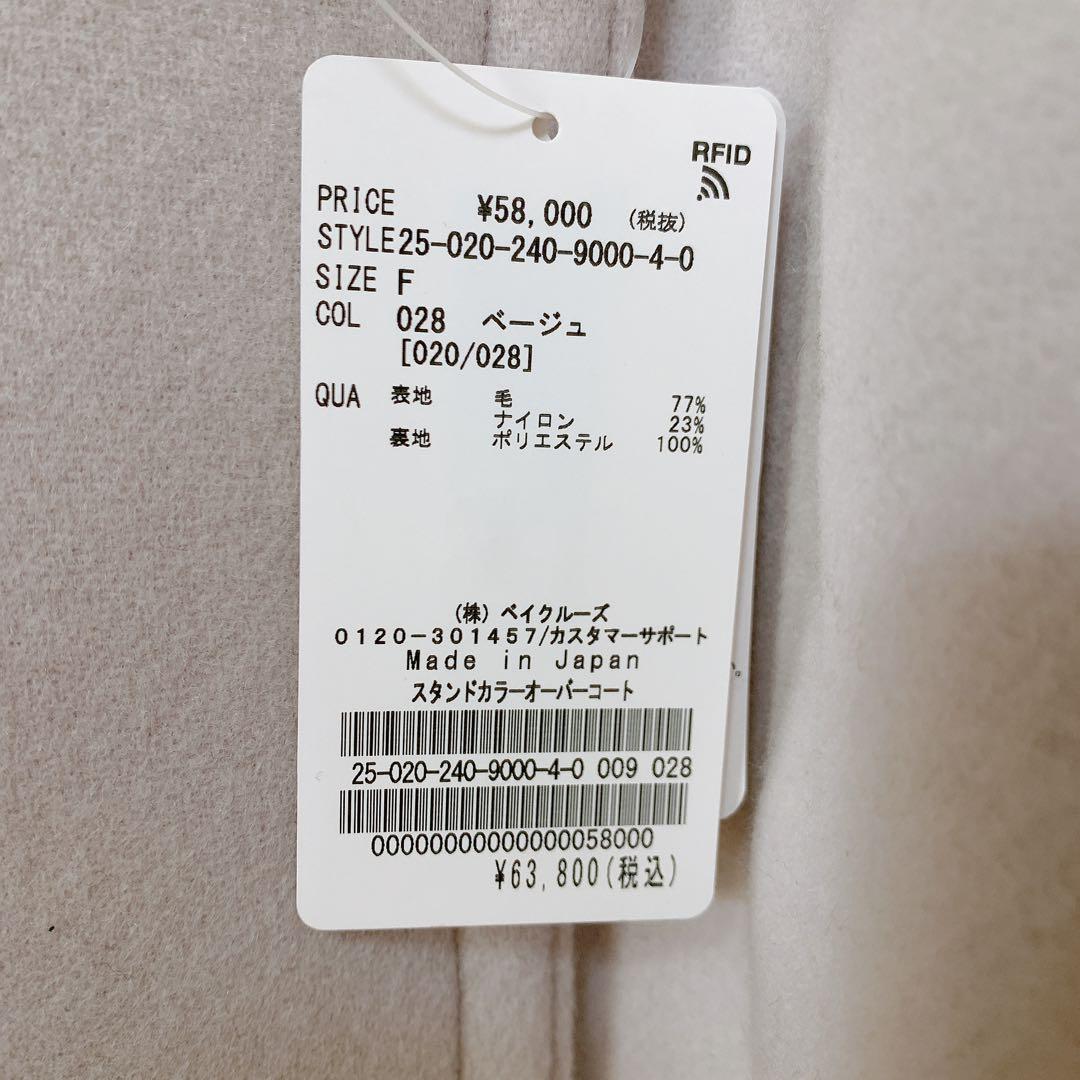 RFID
PRICE ¥58,000 (税抜)
STYLE 25-020-240-9000-4-0
SIZE F
COL 028 ベージュ
[020/028]
QUA 表地 毛 77%
ナイロン 23%
裏地 ポリエステル 100%
(株) ベイクルーズ
0120-301457/カスタマーサポート
Made in Japan
スタンドカラーオーバーコート
25-020-240-9000-4-0 009 028
00000000000000058000
¥63,800(税込)